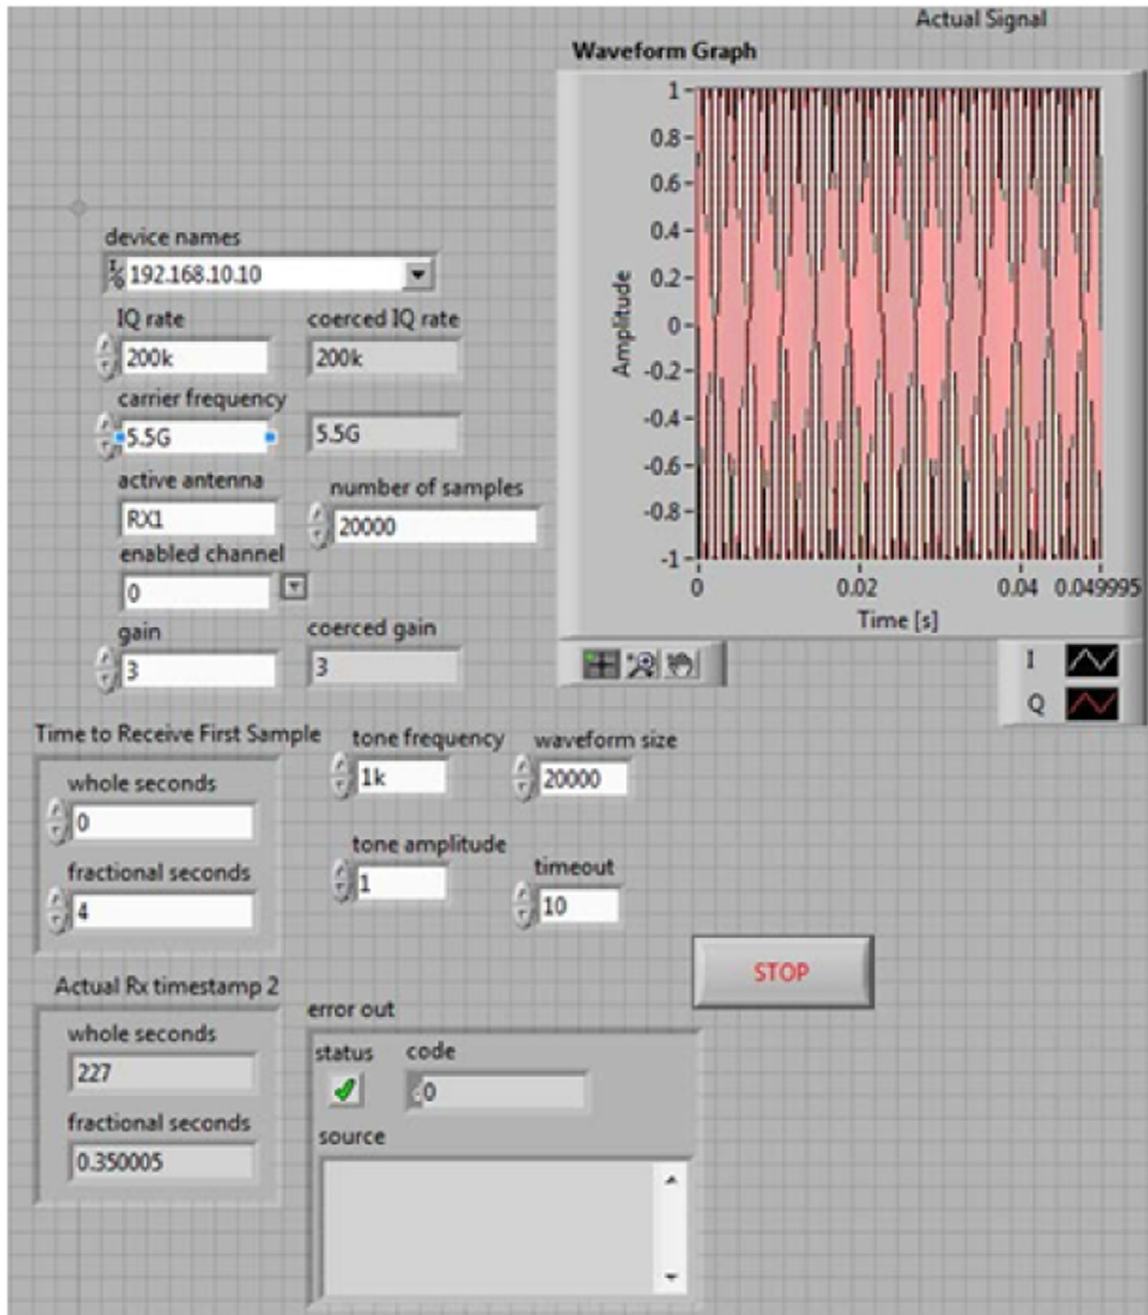 Actual Signal
Waveform Graph
1
0.8
0.6
0.4
0.2
0
-0.2
-0.4
-0.6
-0.8
-1
Amplitude
0 0.02 0.04 0.049995
Time [s]
I
Q
device names
192.168.10.10
IQ rate coerced IQ rate
200k 200k
carrier frequency
5.5G 5.5G
active antenna number of samples
RX1 20000
enabled channel
0
gain coerced gain
3 3
Time to Receive First Sample
whole seconds
0
fractional seconds
4
tone frequency waveform size
1k 20000
tone amplitude timeout
1 10
STOP
Actual Rx timestamp 2
whole seconds
227
fractional seconds
0.350005
error out
status code
0
source